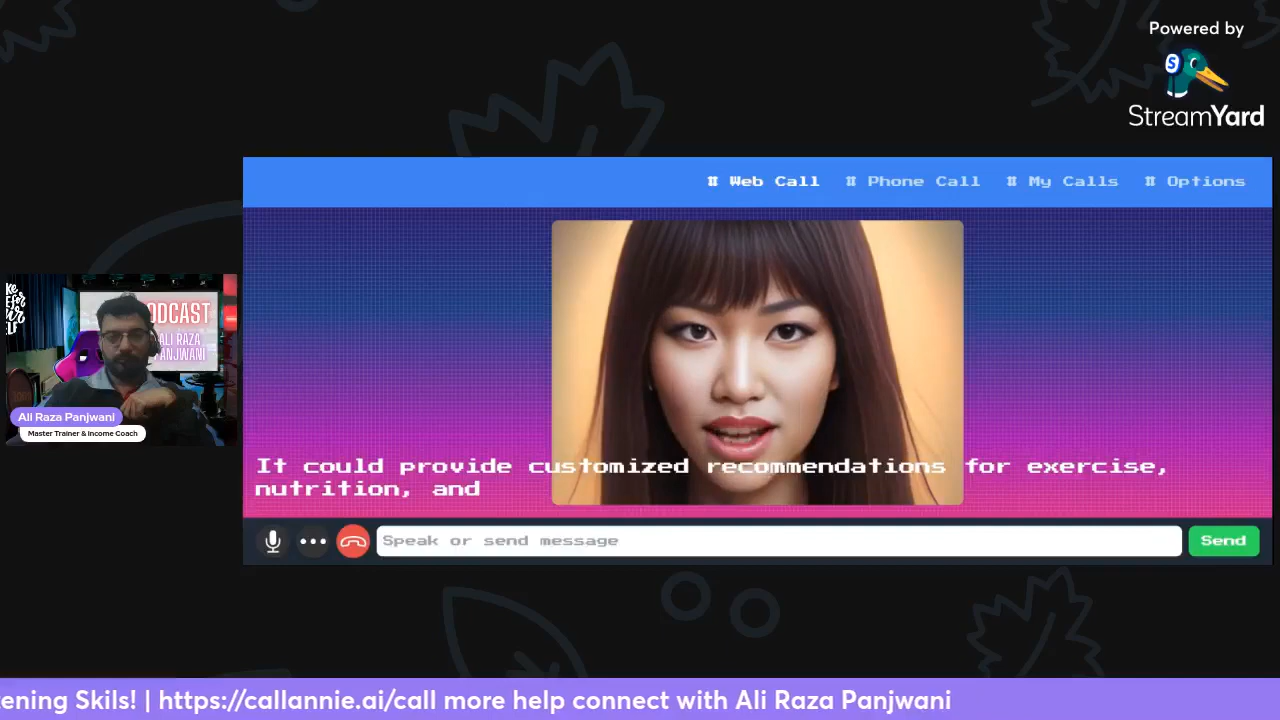 Powered by
S
StreamYard
# Web Call
# Phone Call
# My Calls
# Options
ODCAST
ALI RAZA
PANJWANI
Ali Raza Panjwani
Master Trainer & Income Coach
It could provide customized recommendations for exercise,
nutrition, and
Speak or send message
Send
tening Skils! | https://callannie.ai/call more help connect with Ali Raza Panjwani